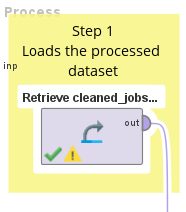 Process
Step 1
Loads the processed
dataset
inp
Retrieve cleaned_jobs...
out